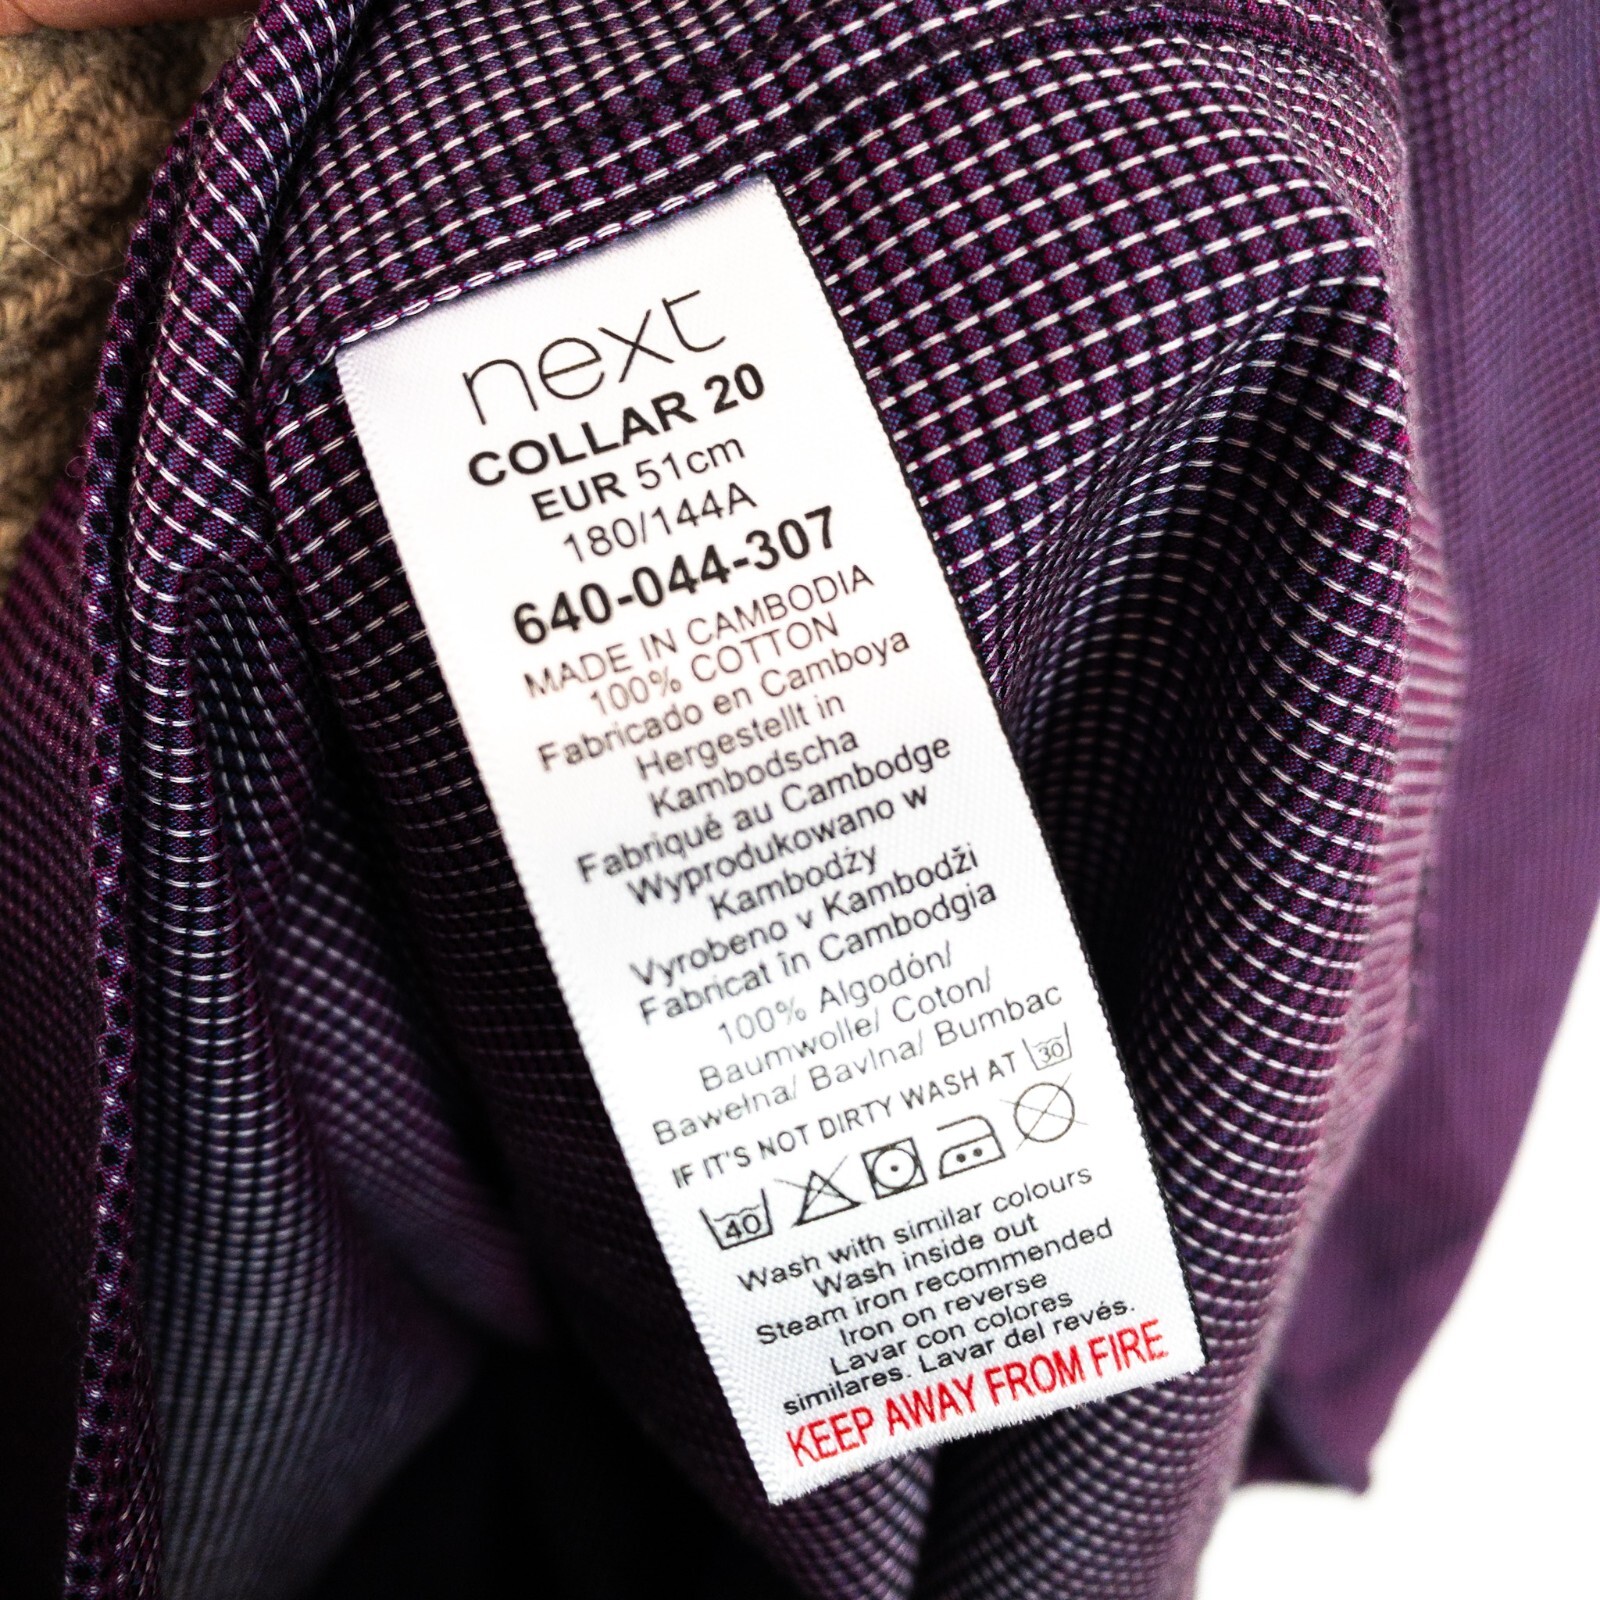 next
COLLAR 20
EUR 51cm
180/144A
640-044-307
MADE IN CAMBODIA
100% COTTON
Fabricado en Camboya
Hergestellt in
Kambodscha
Fabriqué au Cambodge
Wyprodukowano w
Kambodży
Vyrobeno v Kambodži
Fabricat în Cambodgia
100% Algodón/
Baumwolle/ Coton/
Bawełna/ Bavlna/ Bumbac
IF IT'S NOT DIRTY WASH AT 30
40
Wash with similar colours
Wash inside out
Steam iron recommended
Iron on reverse
Lavar con colores
similares. Lavar del revés.
KEEP AWAY FROM FIRE